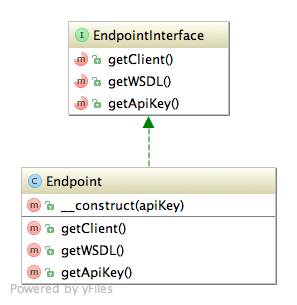 I EndpointInterface
m getClient()
m getWSDL()
m getApiKey()
C Endpoint
m __construct(apiKey)
m getClient()
m getWSDL()
m getApiKey()
Powered by yFiles